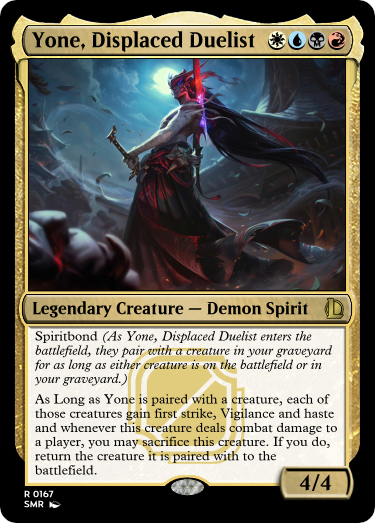 Yone, Displaced Duelist
Legendary Creature — Demon Spirit
Spiritbond (As Yone, Displaced Duelist enters the
battlefield, they pair with a creature in your graveyard
for as long as either creature is on the battlefield or in
your graveyard.)
As Long as Yone is paired with a creature, each of
those creatures gain first strike, Vigilance and haste
and whenever this creature deals combat damage to
a player, you may sacrifice this creature. If you do,
return the creature it is paired with to the
battlefield.
4/4
R 0167
SMR